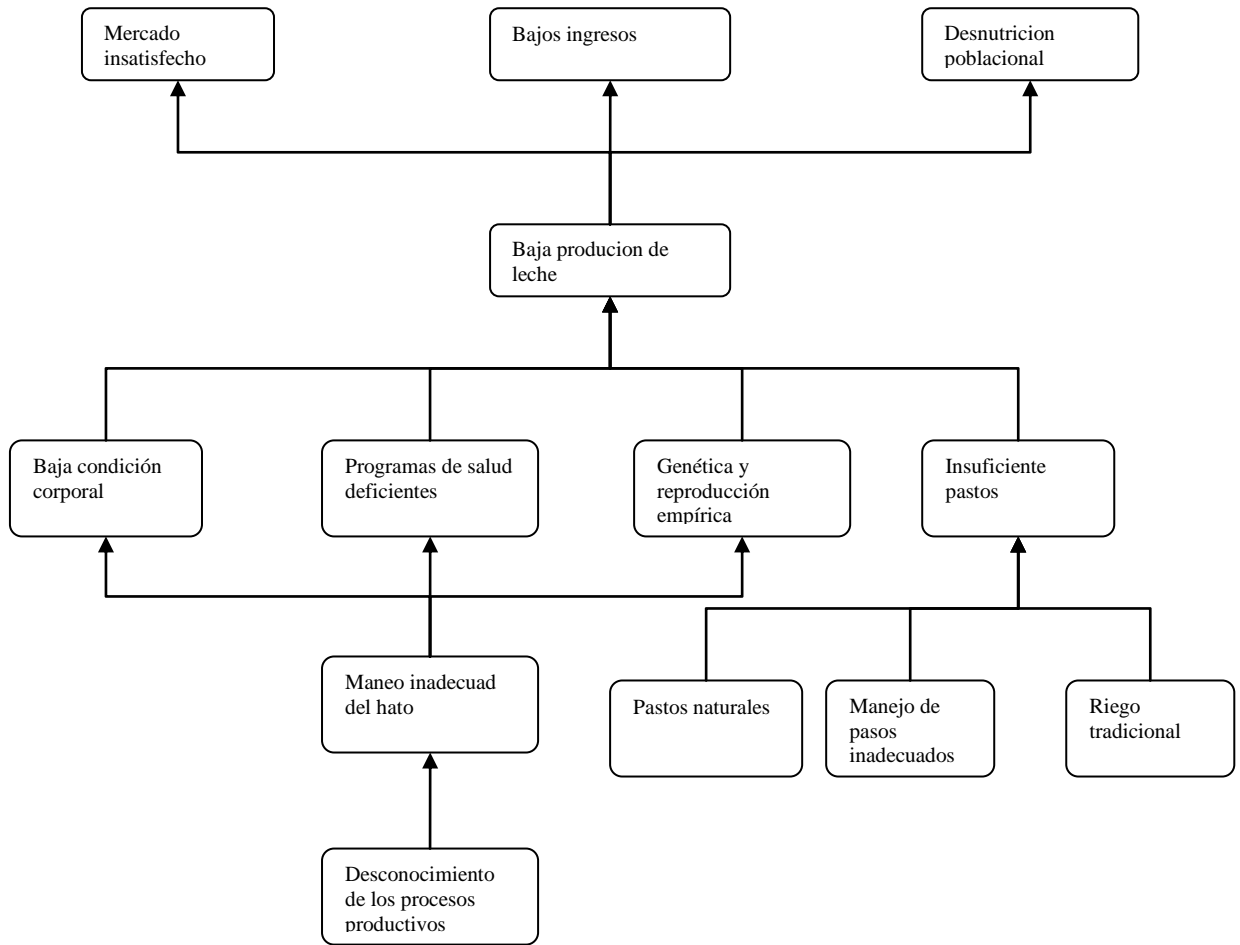 Mercado
insatisfecho
Bajos ingresos
Desnutricion
poblacional
Baja producion de
leche
Baja condición
corporal
Programas de salud
deficientes
Genética y
reproducción
empírica
Insuficiente
pastos
Maneo inadecuad
del hato
Pastos naturales
Manejo de
pasos
inadecuados
Riego
tradicional
Desconocimiento
de los procesos
productivos